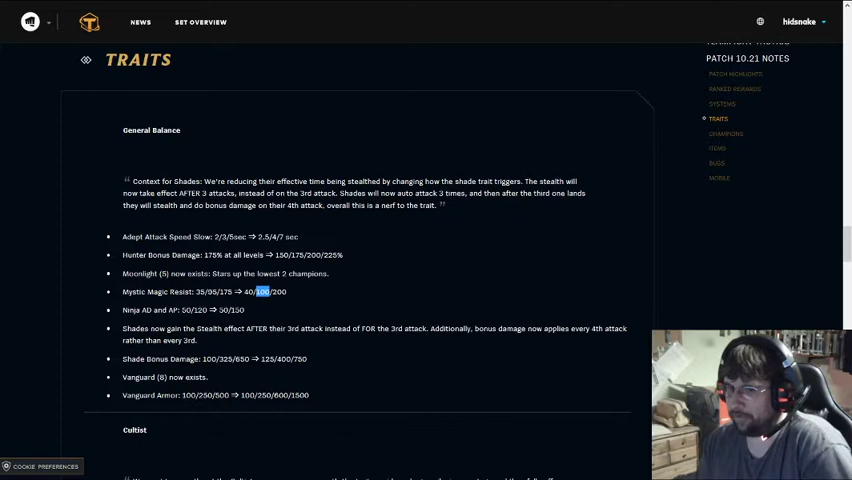 NEWS SET OVERVIEW hidsnake
TRAITS
General Balance
“ Context for Shades: We're reducing their effective time being stealthed by changing how the shade trait triggers. The stealth will
now take effect AFTER 3 attacks, instead of on the 3rd attack. Shades will now auto attack 3 times, and then after the third one lands
they will stealth and do bonus damage on their 4th attack, overall this is a nerf to the trait. ”
• Adept Attack Speed Slow: 2/3/5sec ⇒ 2.5/4/7 sec
• Hunter Bonus Damage: 175% at all levels ⇒ 150/175/200/225%
• Moonlight (5) now exists: Stars up the lowest 2 champions.
• Mystic Magic Resist: 35/95/175 ⇒ 40/100/200
• Ninja AD and AP: 50/120 ⇒ 50/150
• Shades now gain the Stealth effect AFTER their 3rd attack instead of FOR the 3rd attack. Additionally, bonus damage now applies every 4th attack
rather than every 3rd.
• Shade Bonus Damage: 100/325/650 ⇒ 125/400/750
• Vanguard (8) now exists.
• Vanguard Armor: 100/250/500 ⇒ 100/250/600/1500
Cultist
PATCH 10.21 NOTES
PATCH HIGHLIGHTS
RANKED REWARDS
SYSTEMS
TRAITS
CHAMPIONS
ITEMS
BUGS
MOBILE
COOKIE PREFERENCES